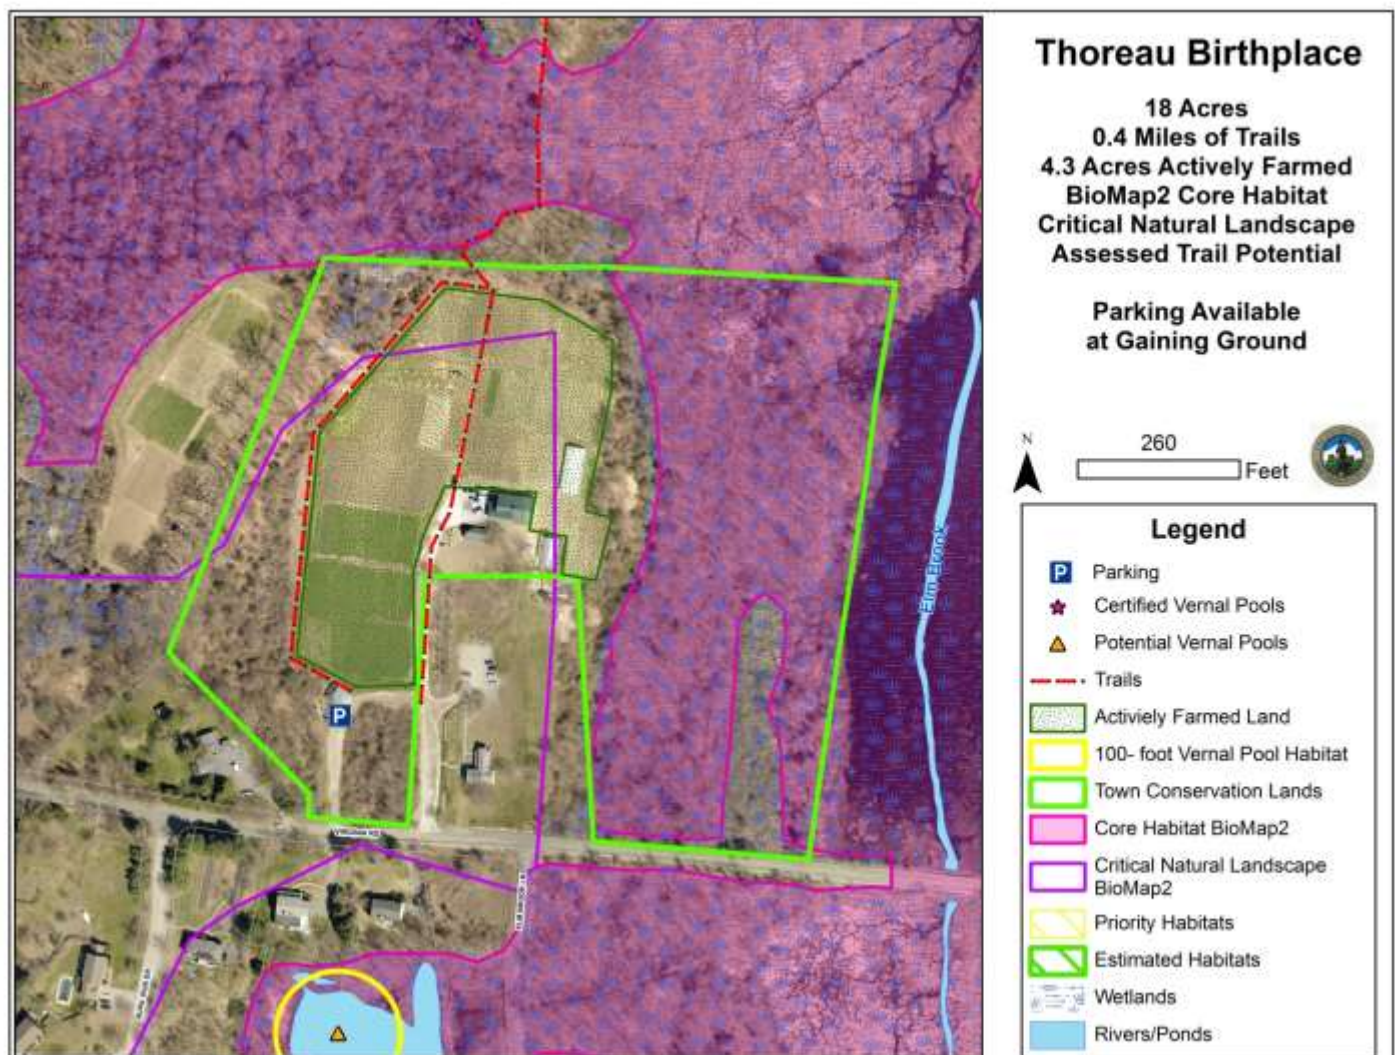 Thoreau Birthplace
18 Acres
0.4 Miles of Trails
4.3 Acres Actively Farmed
BioMap2 Core Habitat
Critical Natural Landscape
Assessed Trail Potential
Parking Available
at Gaining Ground
N
260
Feet
Legend
P Parking
Certified Vernal Pools
Potential Vernal Pools
Trails
Activiely Farmed Land
100- foot Vernal Pool Habitat
Town Conservation Lands
Core Habitat BioMap2
Critical Natural Landscape
BioMap2
Priority Habitats
Estimated Habitats
Wetlands
Rivers/Ponds
Elm Brook
P
VIRGINIA RD